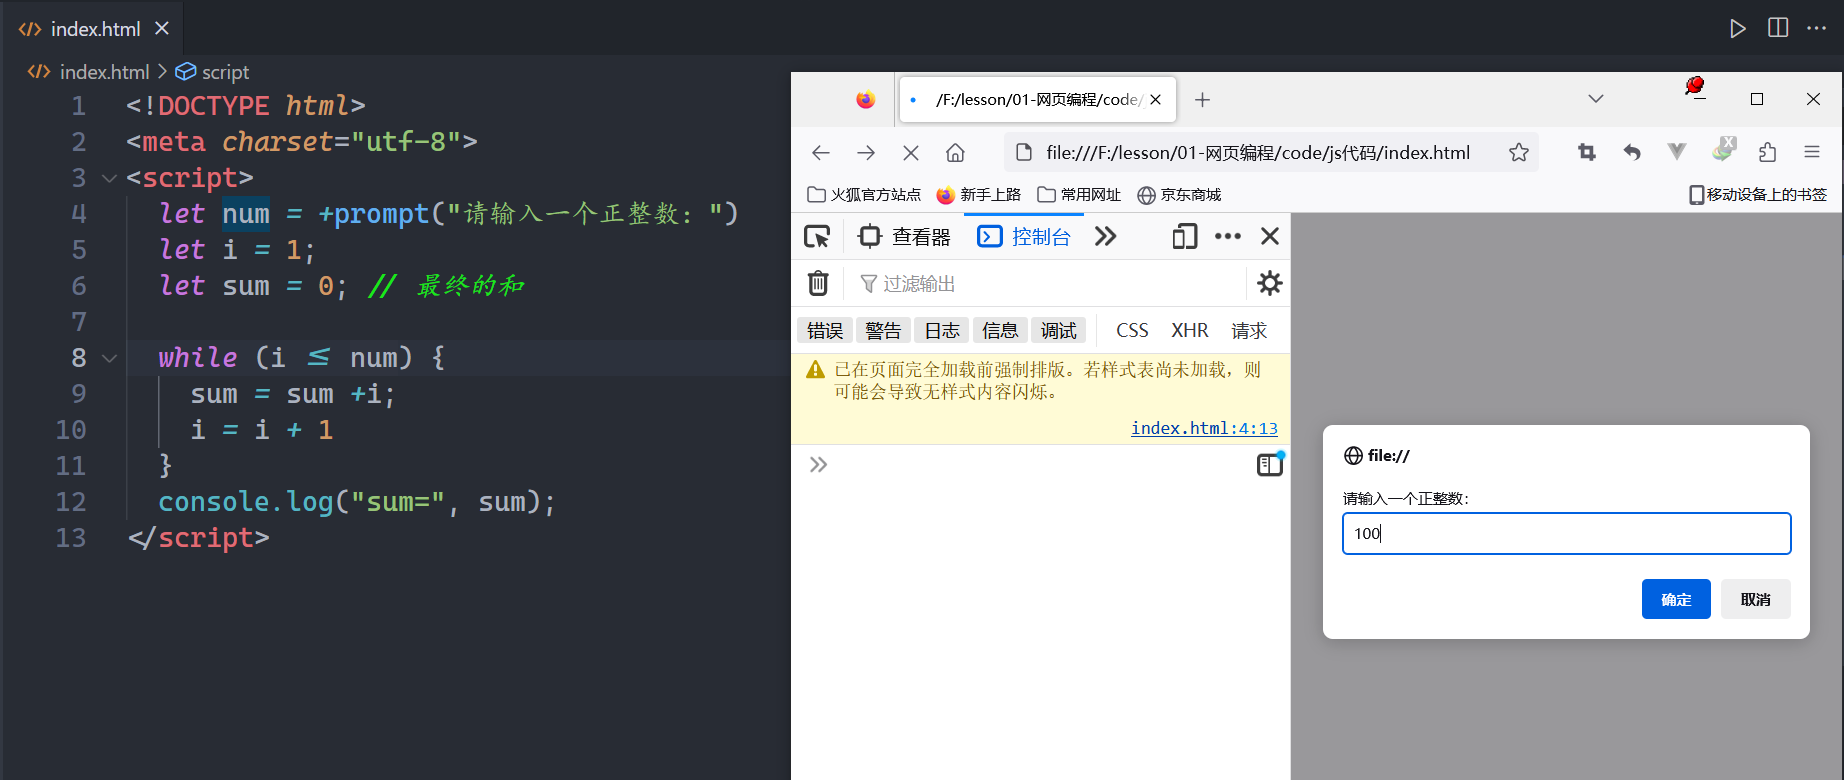 index.html
index.html > script
1 <!DOCTYPE html>
2 <meta charset="utf-8">
3 <script>
4 let num = +prompt("请输入一个正整数: ")
5 let i = 1;
6 let sum = 0; // 最终的和
7
8 while (i ≤ num) {
9 sum = sum +i;
10 i = i + 1
11 }
12 console.log("sum=", sum);
13 </script>
/F:/lesson/01-网页编程/code/
file:///F:/lesson/01-网页编程/code/js代码/index.html
火狐官方站点 新手上路 常用网址 京东商城 移动设备上的书签
查看器 控制台
过滤输出
错误 警告 日志 信息 调试 CSS XHR 请求
已在页面完全加载前强制排版。若样式表尚未加载，则
可能会导致无样式内容闪烁。
index.html:4:13
file://
请输入一个正整数:
100
确定 取消